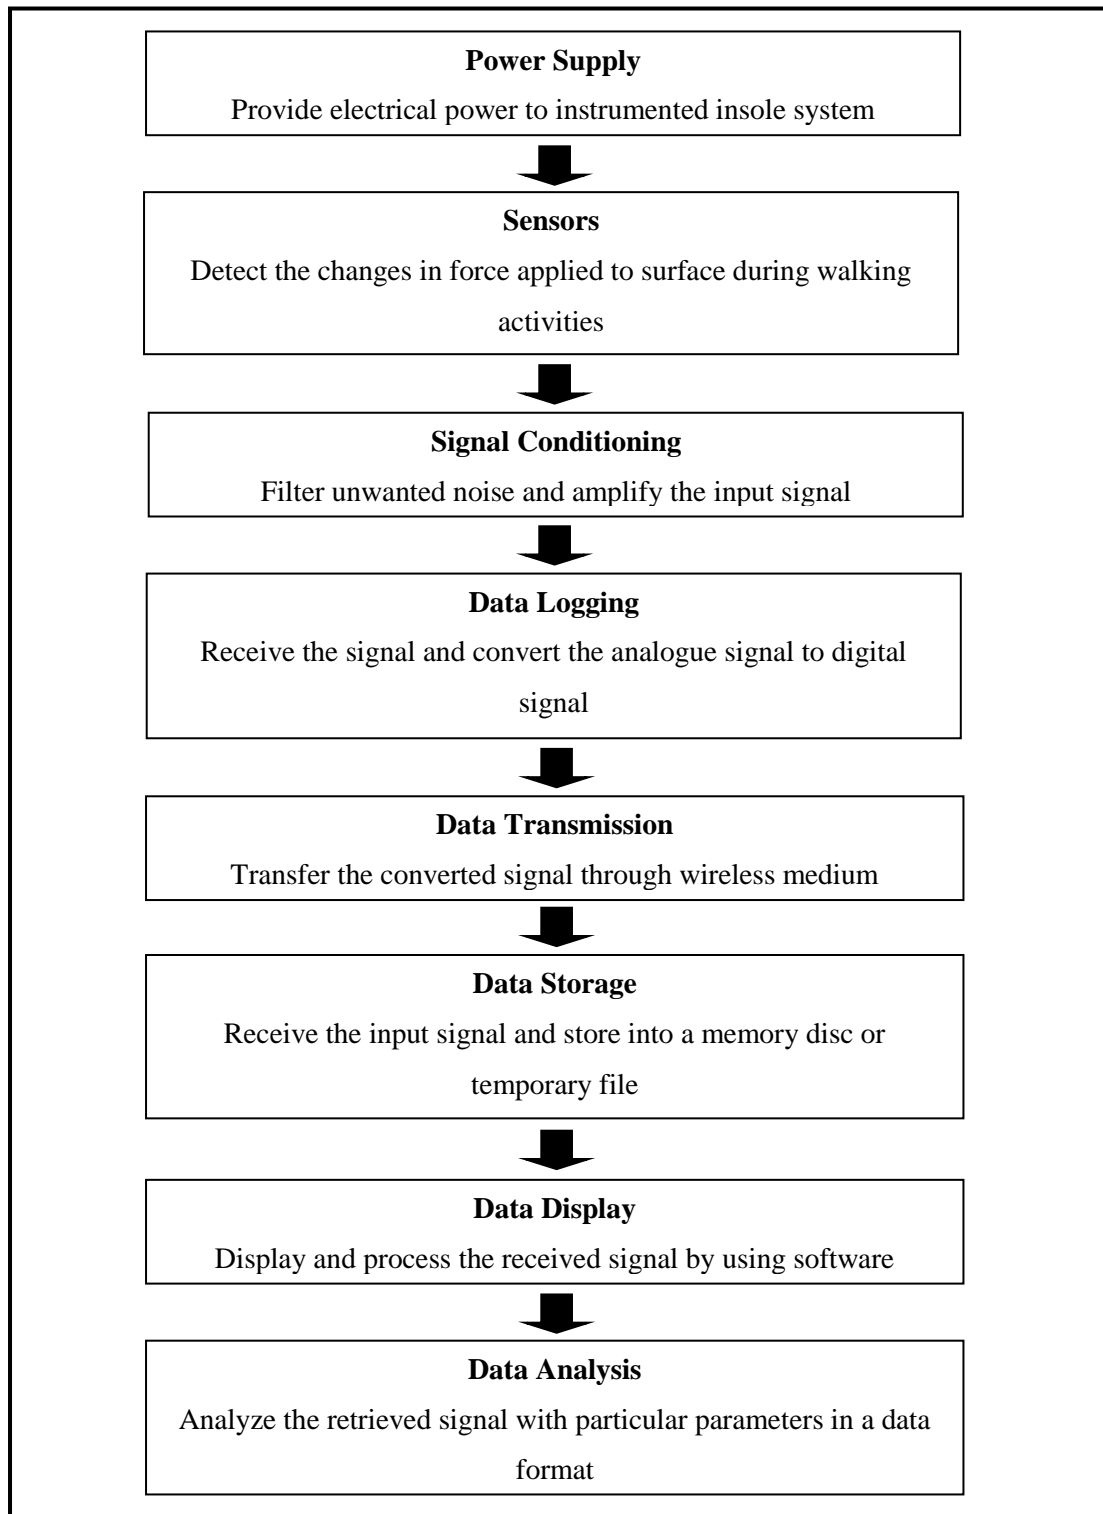 Power Supply
Provide electrical power to instrumented insole system
Sensors
Detect the changes in force applied to surface during walking
activities
Signal Conditioning
Filter unwanted noise and amplify the input signal
Data Logging
Receive the signal and convert the analogue signal to digital
signal
Data Transmission
Transfer the converted signal through wireless medium
Data Storage
Receive the input signal and store into a memory disc or
temporary file
Data Display
Display and process the received signal by using software
Data Analysis
Analyze the retrieved signal with particular parameters in a data
format